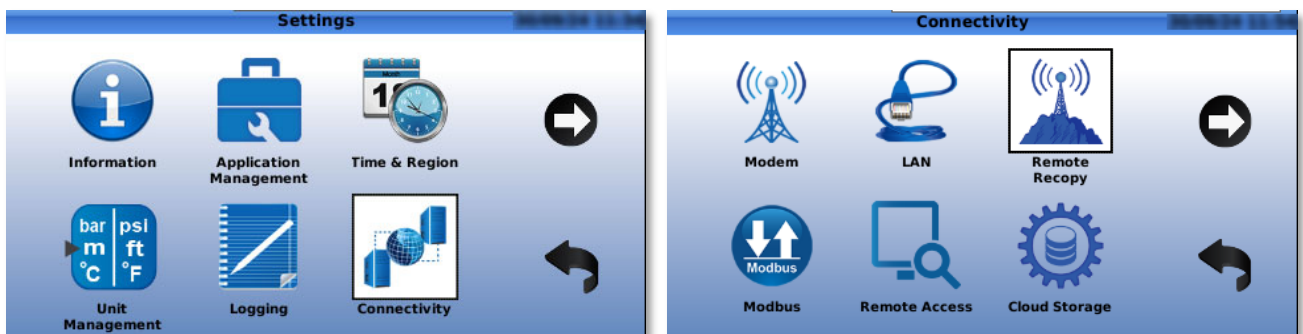 Settings
Information
Application
Management
Time & Region
Month
bar psi
m ft
°C °F
Unit
Management
Logging
Connectivity
Connectivity
Modem
LAN
Remote
Recopy
Modbus
Modbus
Remote Access
Cloud Storage